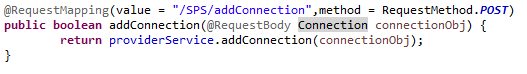 @RequestMapping(value = "/SPS/addConnection",method = RequestMethod.POST)
public boolean addConnection(@RequestBody Connection connectionObj) {
return providerService.addConnection(connectionObj);
}